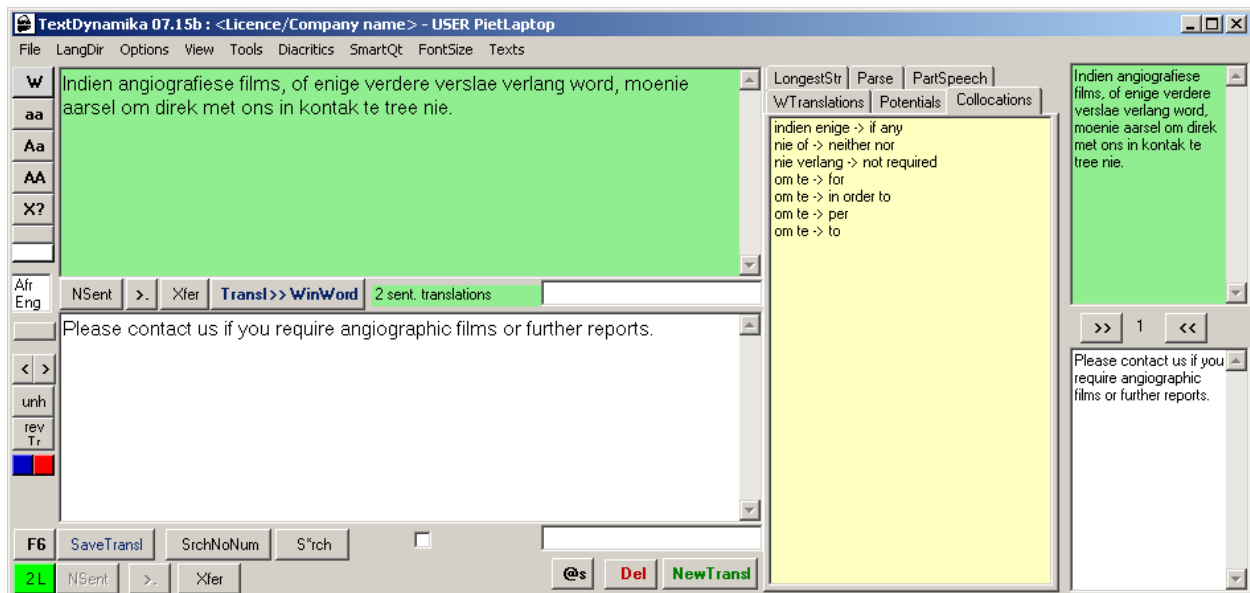 TextDynamika 07.15b : <Licence/Company name> - USER PietLaptop
File LangDir Options View Tools Diacritics SmartQt FontSize Texts
W
aa
Aa
AA
X?
Indien angiografiese films, of enige verdere verslae verlang word, moenie
aarsel om direk met ons in kontak te tree nie.
Afr
Eng
NSent >. Xfer Transl>>WinWord 2 sent. translations
< >
unh
rev
Tr
Please contact us if you require angiographic films or further reports.
F6 SaveTransl SrchNoNum S*rch
2L NSent >. Xfer @s Del NewTransl
LongestStr Parse PartSpeech
WTranslations Potentials Collocations
indien enige -> if any
nie of -> neither nor
nie verlang -> not required
om te -> for
om te -> in order to
om te -> per
om te -> to
Indien angiografiese
films, of enige verdere
verslae verlang word,
moenie aarsel om direk
met ons in kontak te
tree nie.
>> 1 <<
Please contact us if you
require angiographic
films or further reports.